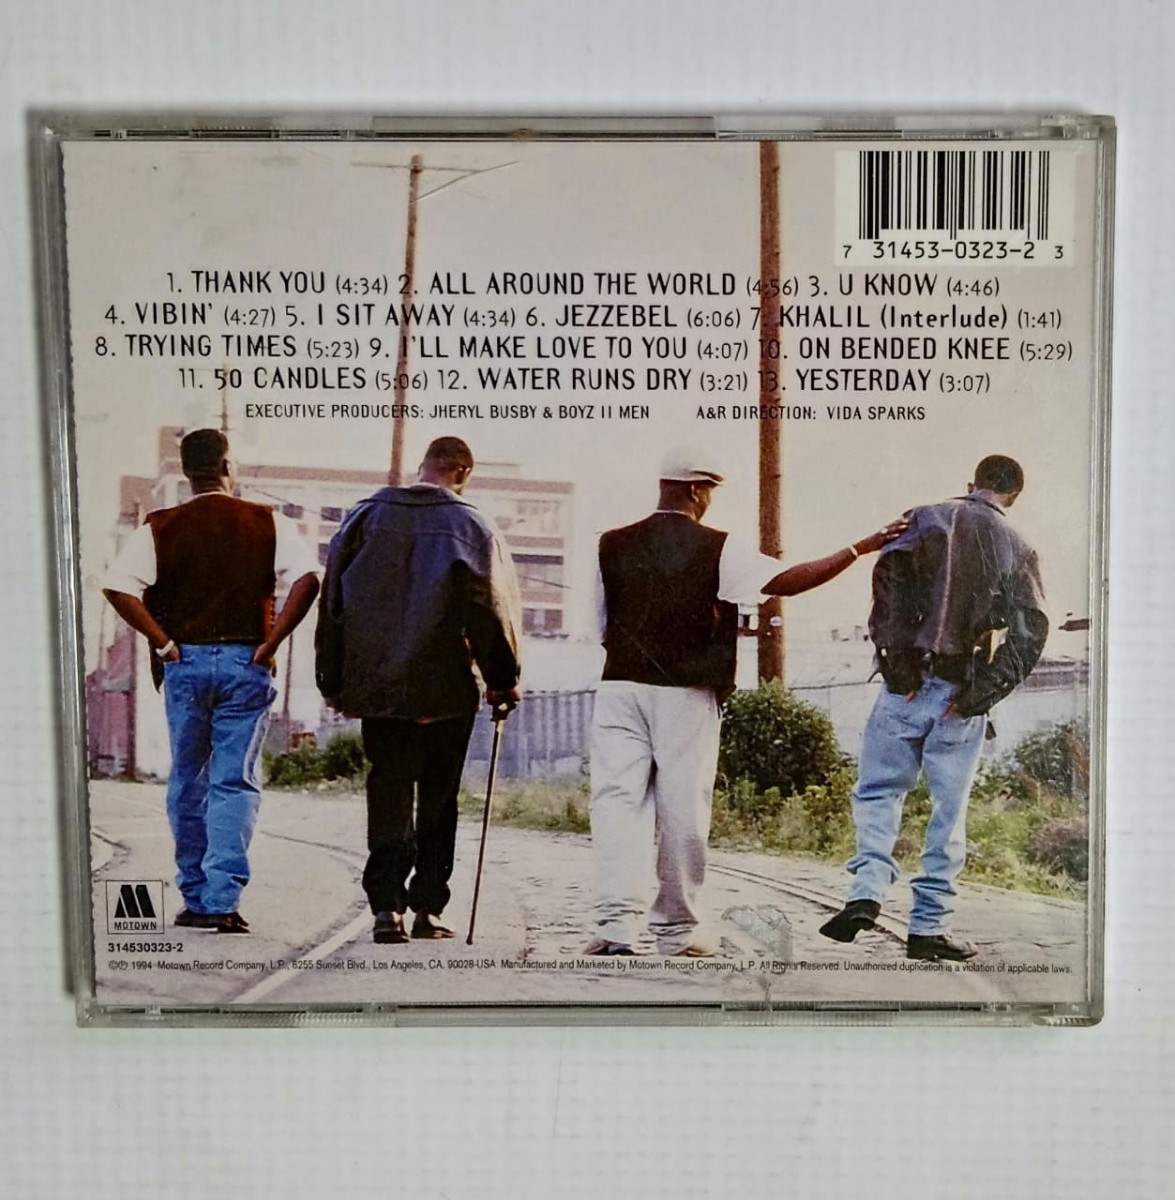 7 31453-0323-2 3
1. THANK YOU (4:34) 2. ALL AROUND THE WORLD (4:56) 3. U KNOW (4:46)
4. VIBIN' (4:27) 5. I SIT AWAY (4:34) 6. JEZZEBEL (6:06) 7. KHALIL (Interlude) (1:41)
8. TRYING TIMES (5:23) 9. I'LL MAKE LOVE TO YOU (4:07) 10. ON BENDED KNEE (5:29)
11. 50 CANDLES (5:06) 12. WATER RUNS DRY (3:21) 13. YESTERDAY (3:07)
EXECUTIVE PRODUCERS: JHERYL BUSBY & BOYZ II MEN A&R DIRECTION: VIDA SPARKS
M
MOTOWN
314530323-2
©℗ 1994 Motown Record Company, L.P., 6255 Sunset Blvd., Los Angeles, CA. 90028-USA. Manufactured and Marketed by Motown Record Company, L.P. All Rights Reserved. Unauthorized duplication is a violation of applicable laws.